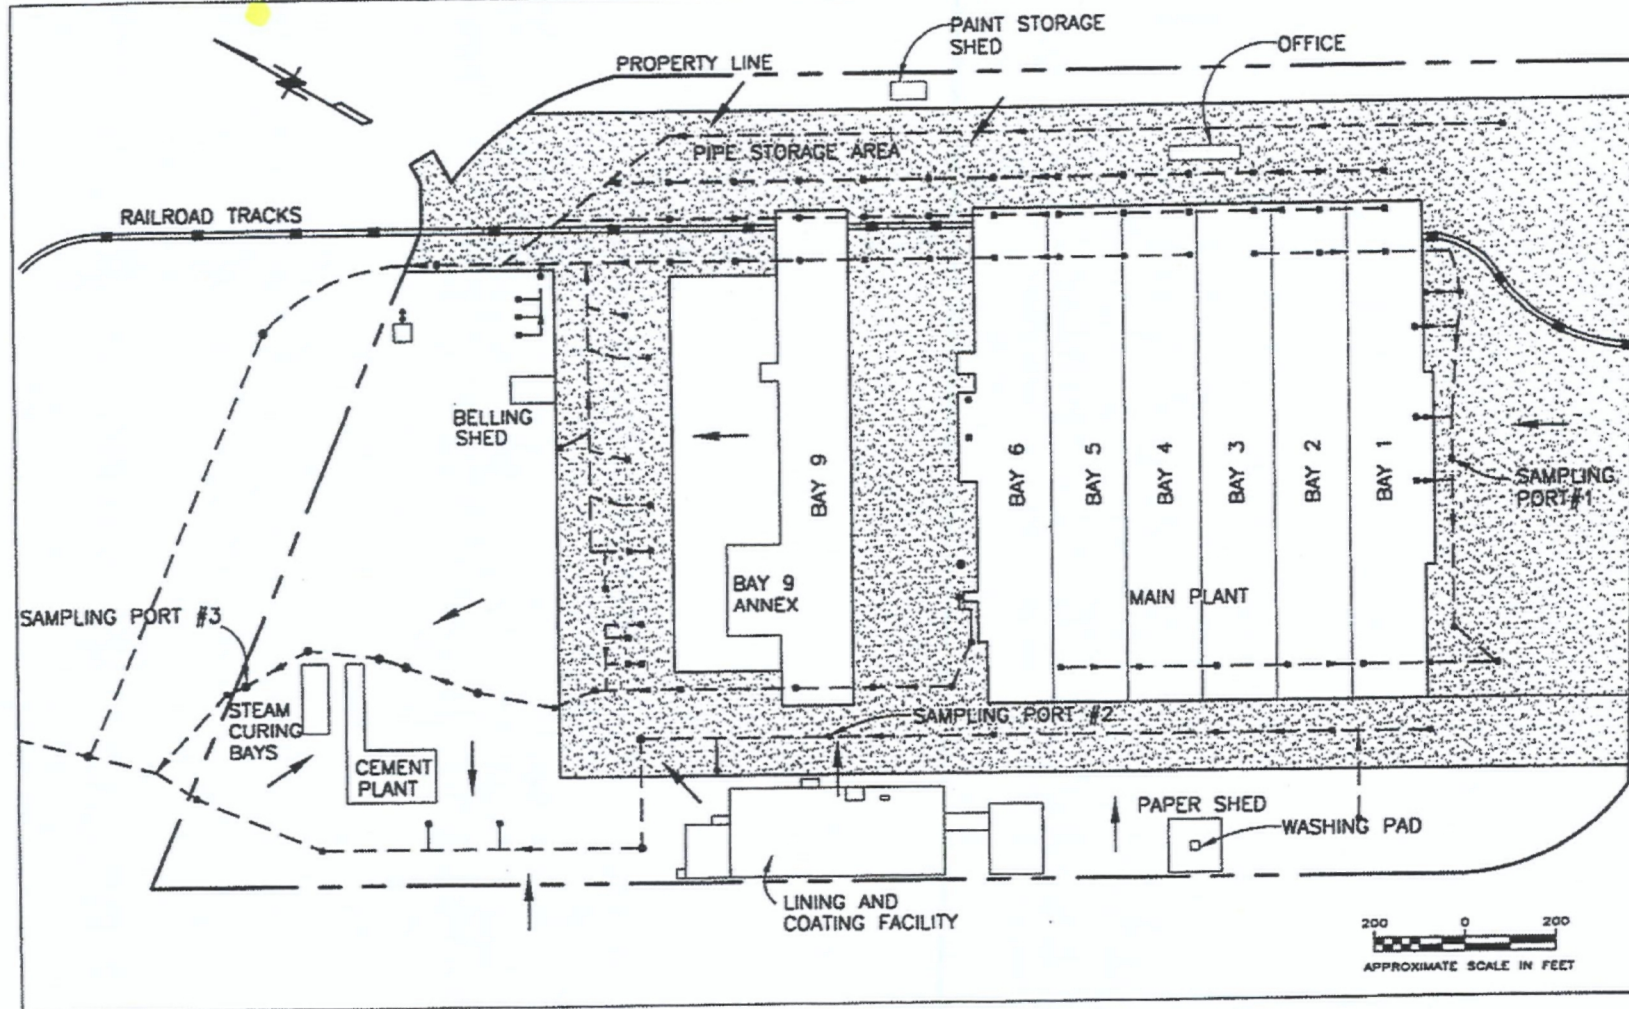 PAINT STORAGE
SHED
OFFICE
PROPERTY LINE
PIPE STORAGE AREA
RAILROAD TRACKS
BELLING
SHED
BAY 9
BAY 6
BAY 5
BAY 4
BAY 3
BAY 2
BAY 1
SAMPLING
PORT #1
BAY 9
ANNEX
MAIN PLANT
SAMPLING PORT #3
STEAM
CURING
BAYS
SAMPLING PORT #2
CEMENT
PLANT
PAPER SHED
WASHING PAD
LINING AND
COATING FACILITY
200 0 200
APPROXIMATE SCALE IN FEET